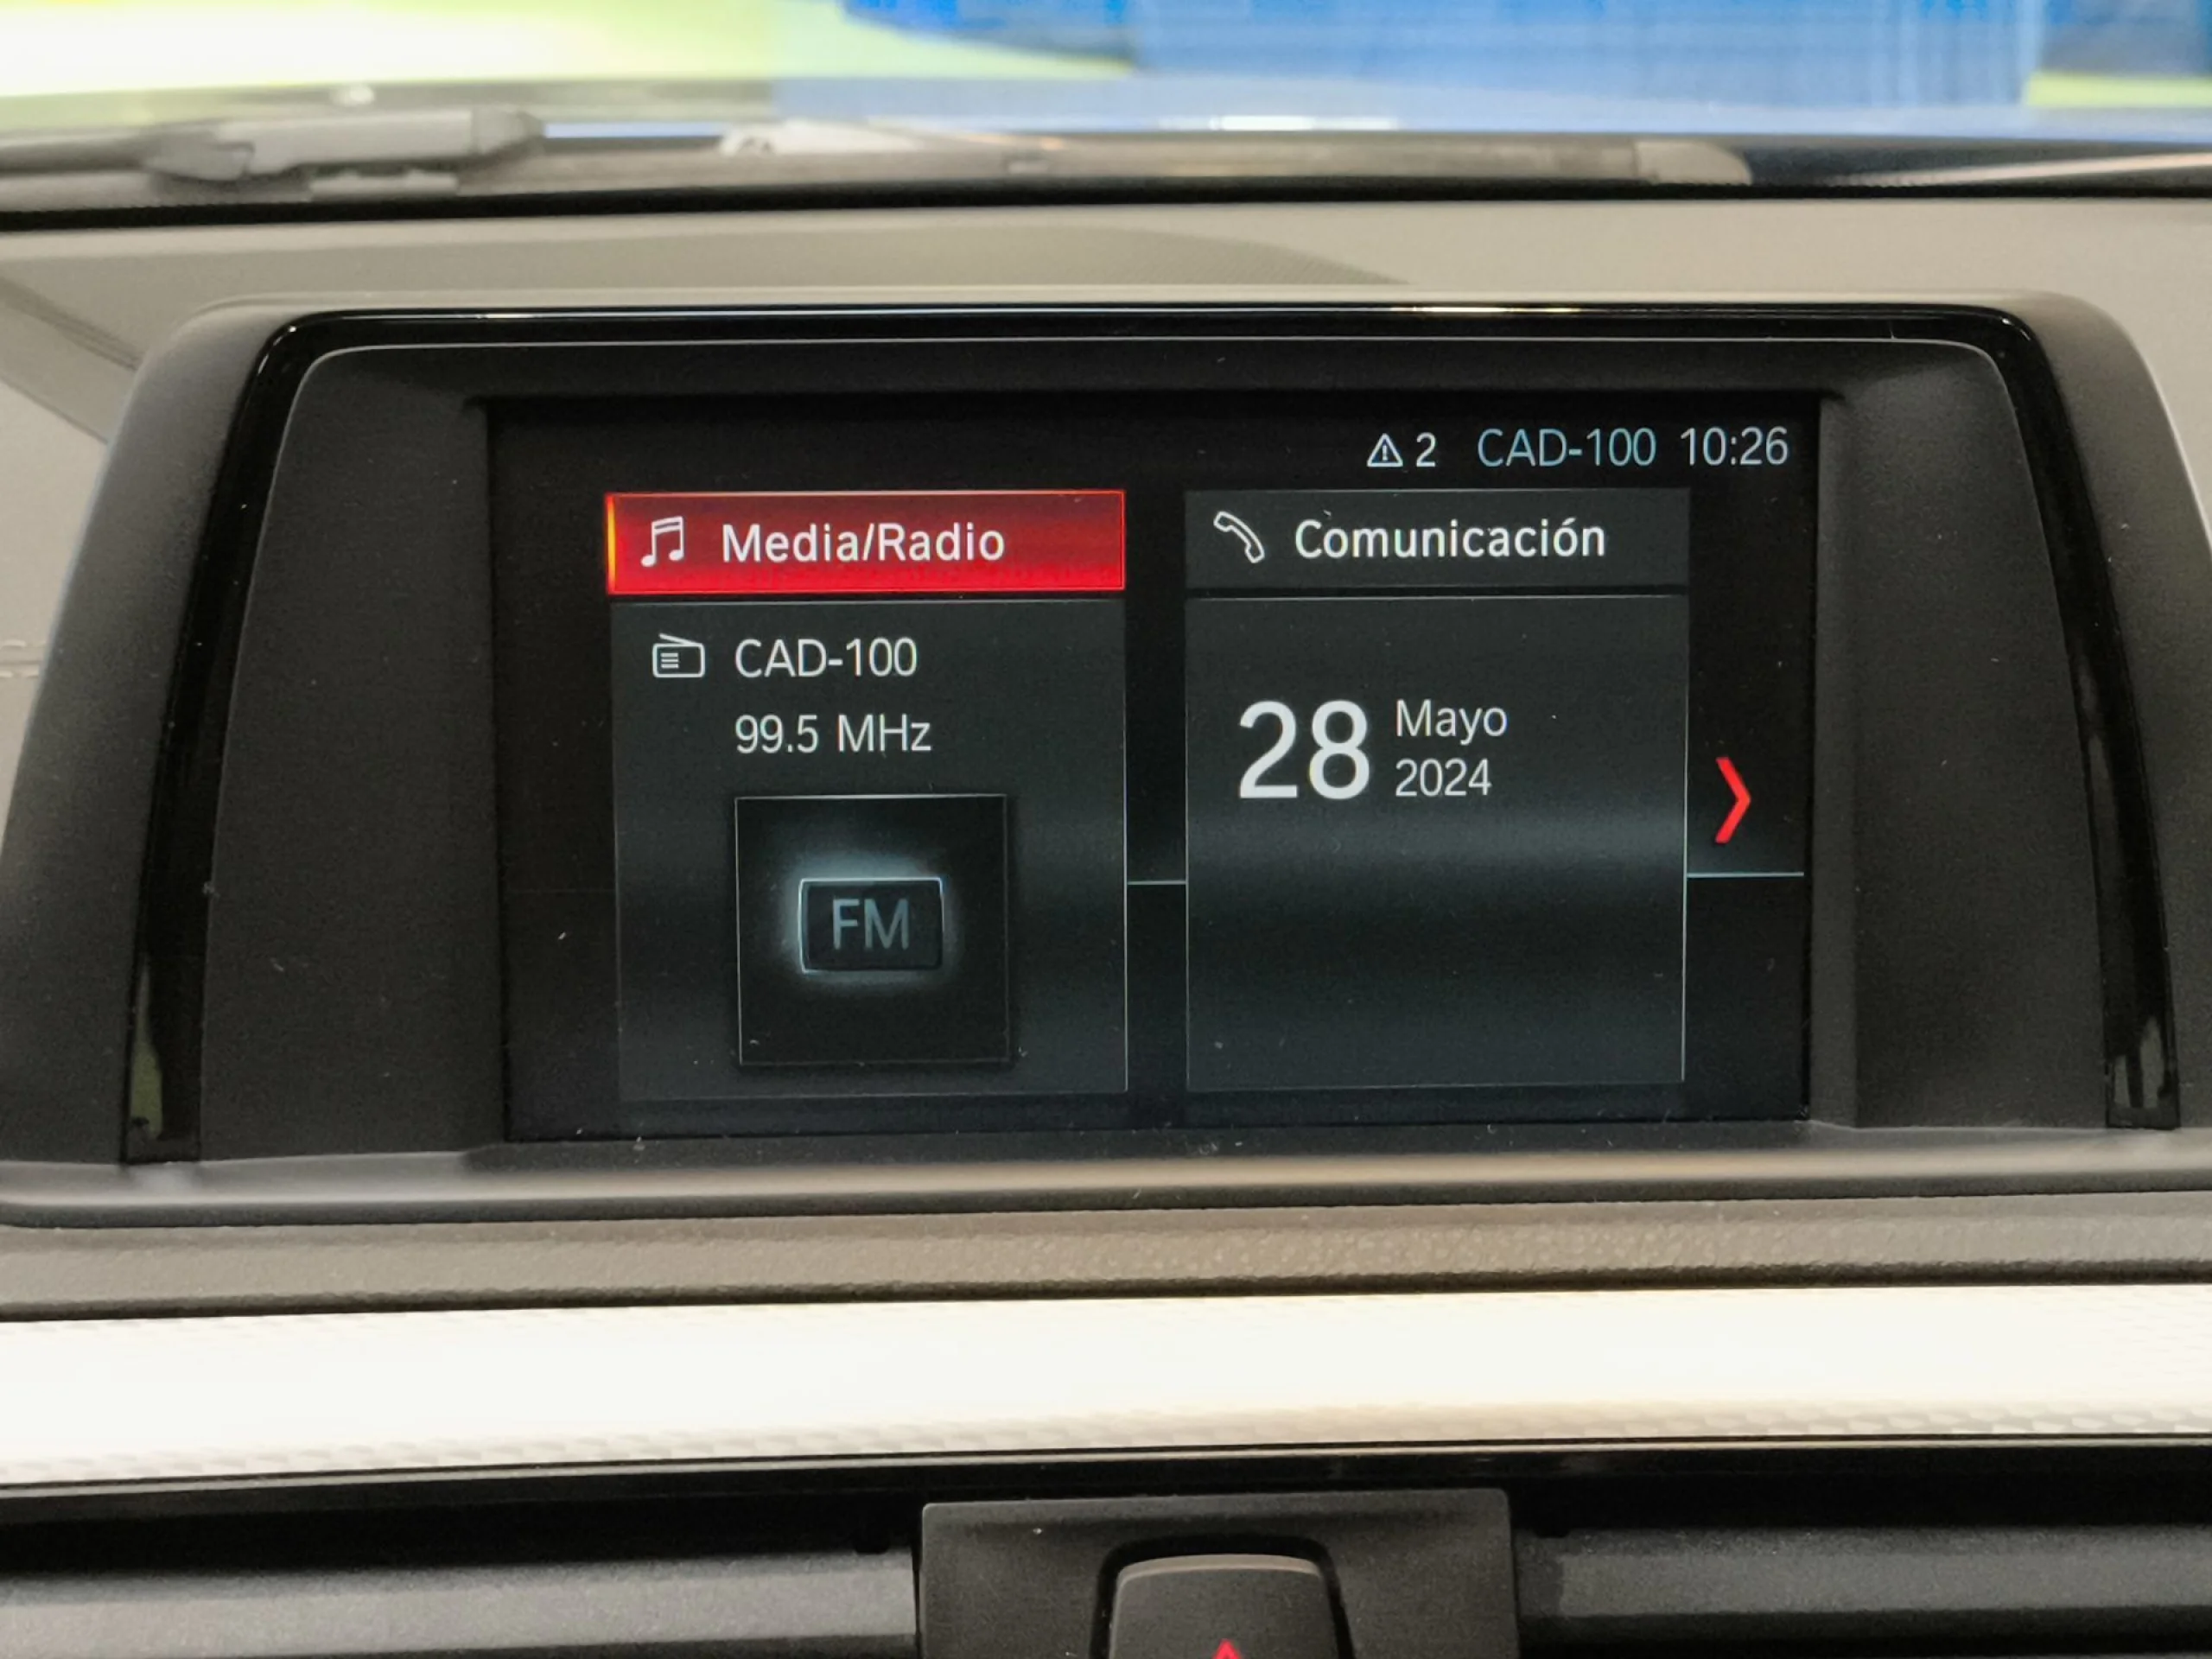 2 CAD-100 10:26
Media/Radio
CAD-100
99.5 MHz
FM
Comunicación
28 Mayo
2024